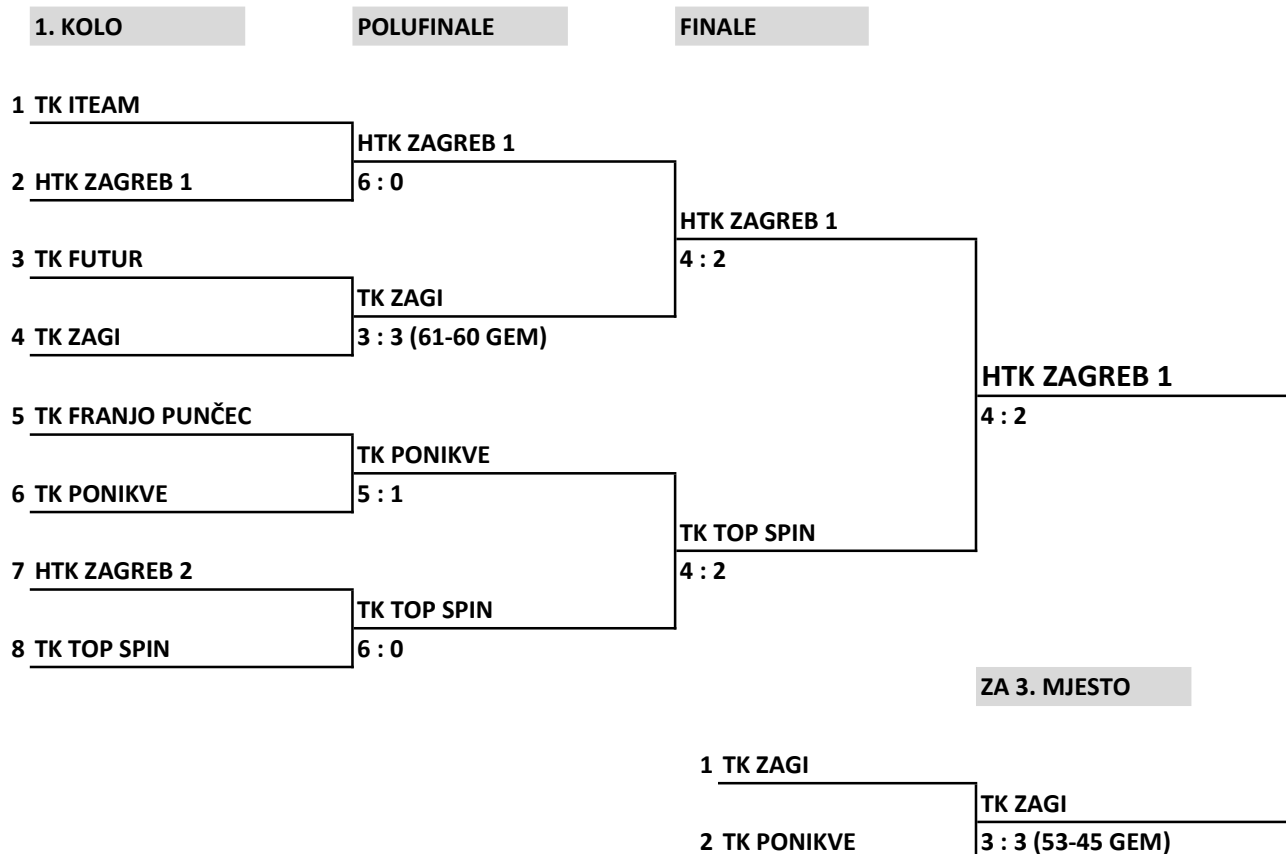 1. KOLO POLUFINALE FINALE
1 TK ITEAM
HTK ZAGREB 1
2 HTK ZAGREB 1 6 : 0
HTK ZAGREB 1
3 TK FUTUR 4 : 2
TK ZAGI
4 TK ZAGI 3 : 3 (61-60 GEM)
HTK ZAGREB 1
5 TK FRANJO PUNČEC 4 : 2
TK PONIKVE
6 TK PONIKVE 5 : 1
TK TOP SPIN
7 HTK ZAGREB 2 4 : 2
TK TOP SPIN
8 TK TOP SPIN 6 : 0
ZA 3. MJESTO
1 TK ZAGI
TK ZAGI
2 TK PONIKVE 3 : 3 (53-45 GEM)